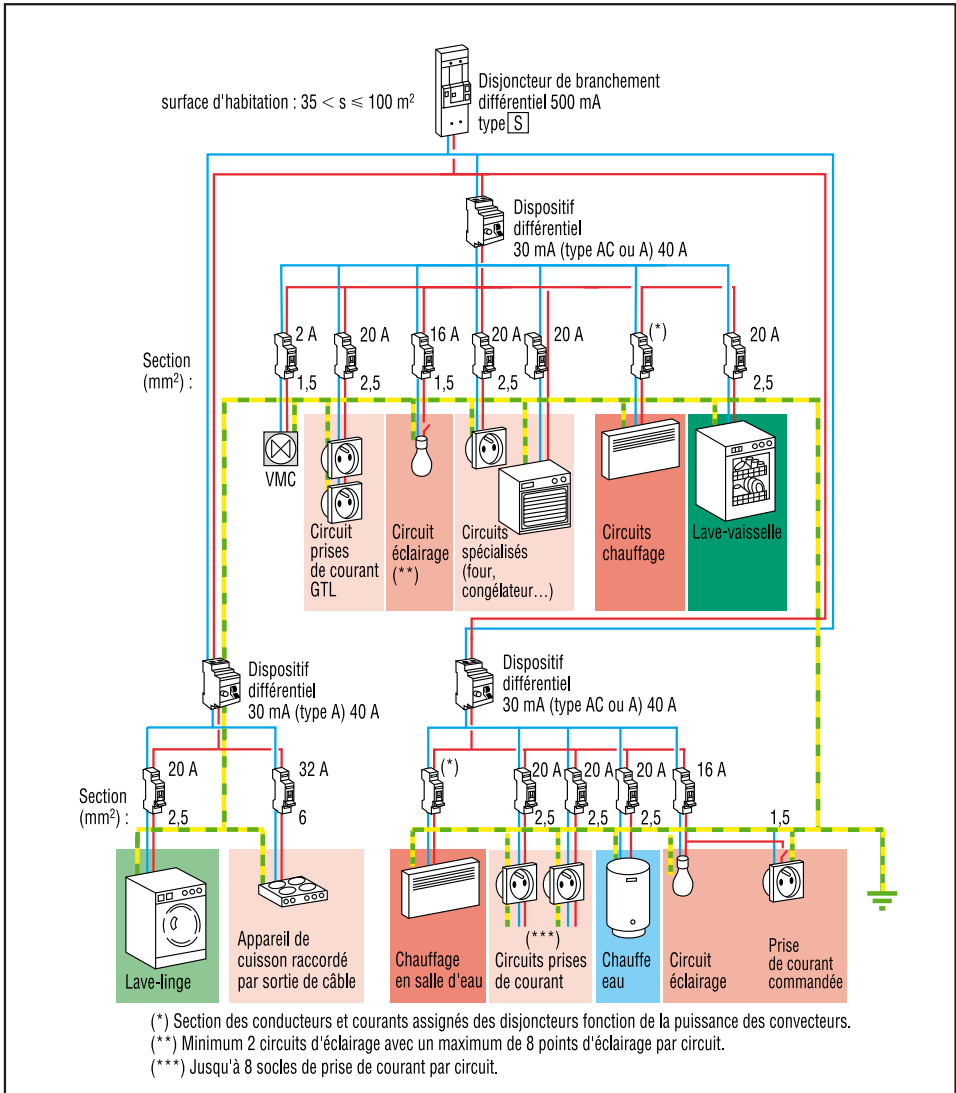 surface d'habitation : 35 < s ≤ 100 m²
Disjoncteur de branchement
différentiel 500 mA
type S
Dispositif
différentiel
30 mA (type AC ou A) 40 A
2 A
20 A
16 A
20 A
20 A
(*)
20 A
Section
(mm²) :
1,5
2,5
1,5
2,5
2,5
VMC
Circuit
prises
de courant
GTL
Circuit
éclairage
(**)
Circuits
spécialisés
(four,
congélateur...)
Circuits
chauffage
Lave-vaisselle
Dispositif
différentiel
30 mA (type A) 40 A
Dispositif
différentiel
30 mA (type AC ou A) 40 A
20 A
32 A
(*)
20 A
20 A
20 A
16 A
Section
(mm²) :
2,5
6
2,5
2,5
2,5
1,5
Lave-linge
Appareil de
cuisson raccordé
par sortie de câble
Chauffage
en salle d'eau
(***)
Circuits prises
de courant
Chauffe
eau
Circuit
éclairage
Prise
de courant
commandée
(*) Section des conducteurs et courants assignés des disjoncteurs fonction de la puissance des convecteurs.
(**) Minimum 2 circuits d'éclairage avec un maximum de 8 points d'éclairage par circuit.
(***) Jusqu'à 8 socles de prise de courant par circuit.